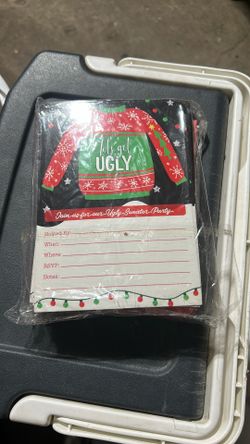 let's get
UGLY
Join us for our Ugly Sweater Party
Hosted By:
When:
Where:
RSVP:
Notes: